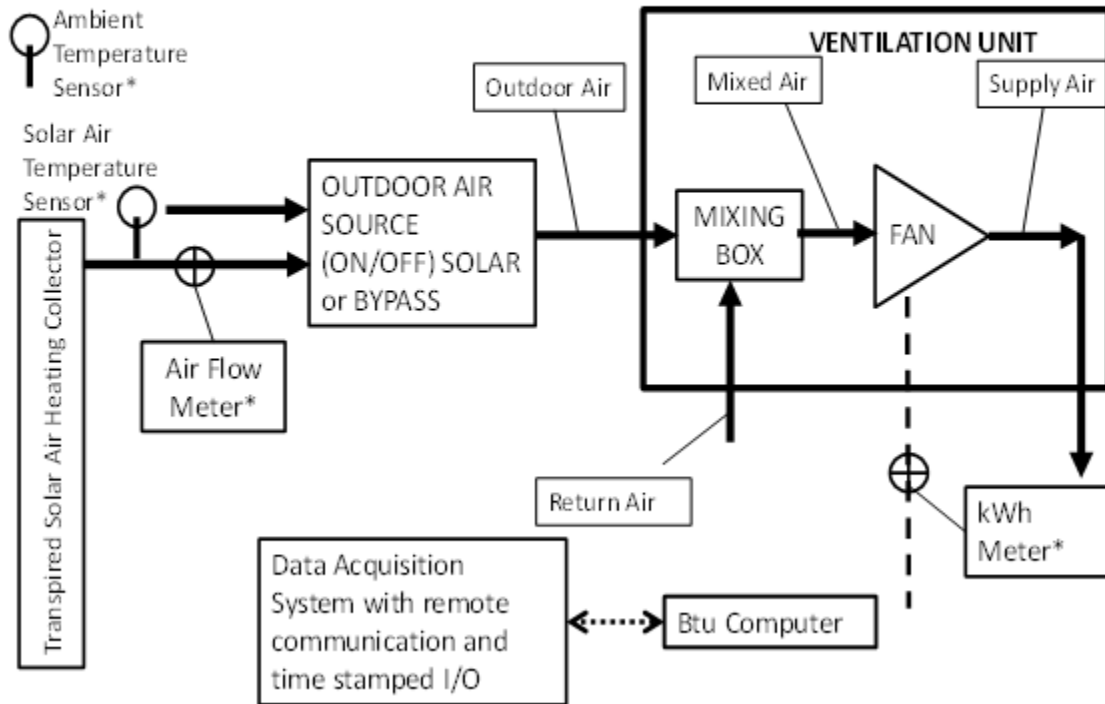 Ambient
Temperature
Sensor*
Solar Air
Temperature
Sensor*
Transpired Solar Air Heating Collector
Air Flow
Meter*
OUTDOOR AIR
SOURCE
(ON/OFF) SOLAR
or BYPASS
Outdoor Air
VENTILATION UNIT
Mixed Air
Supply Air
MIXING
BOX
FAN
Return Air
kWh
Meter*
Data Acquisition
System with remote
communication and
time stamped I/O
Btu Computer